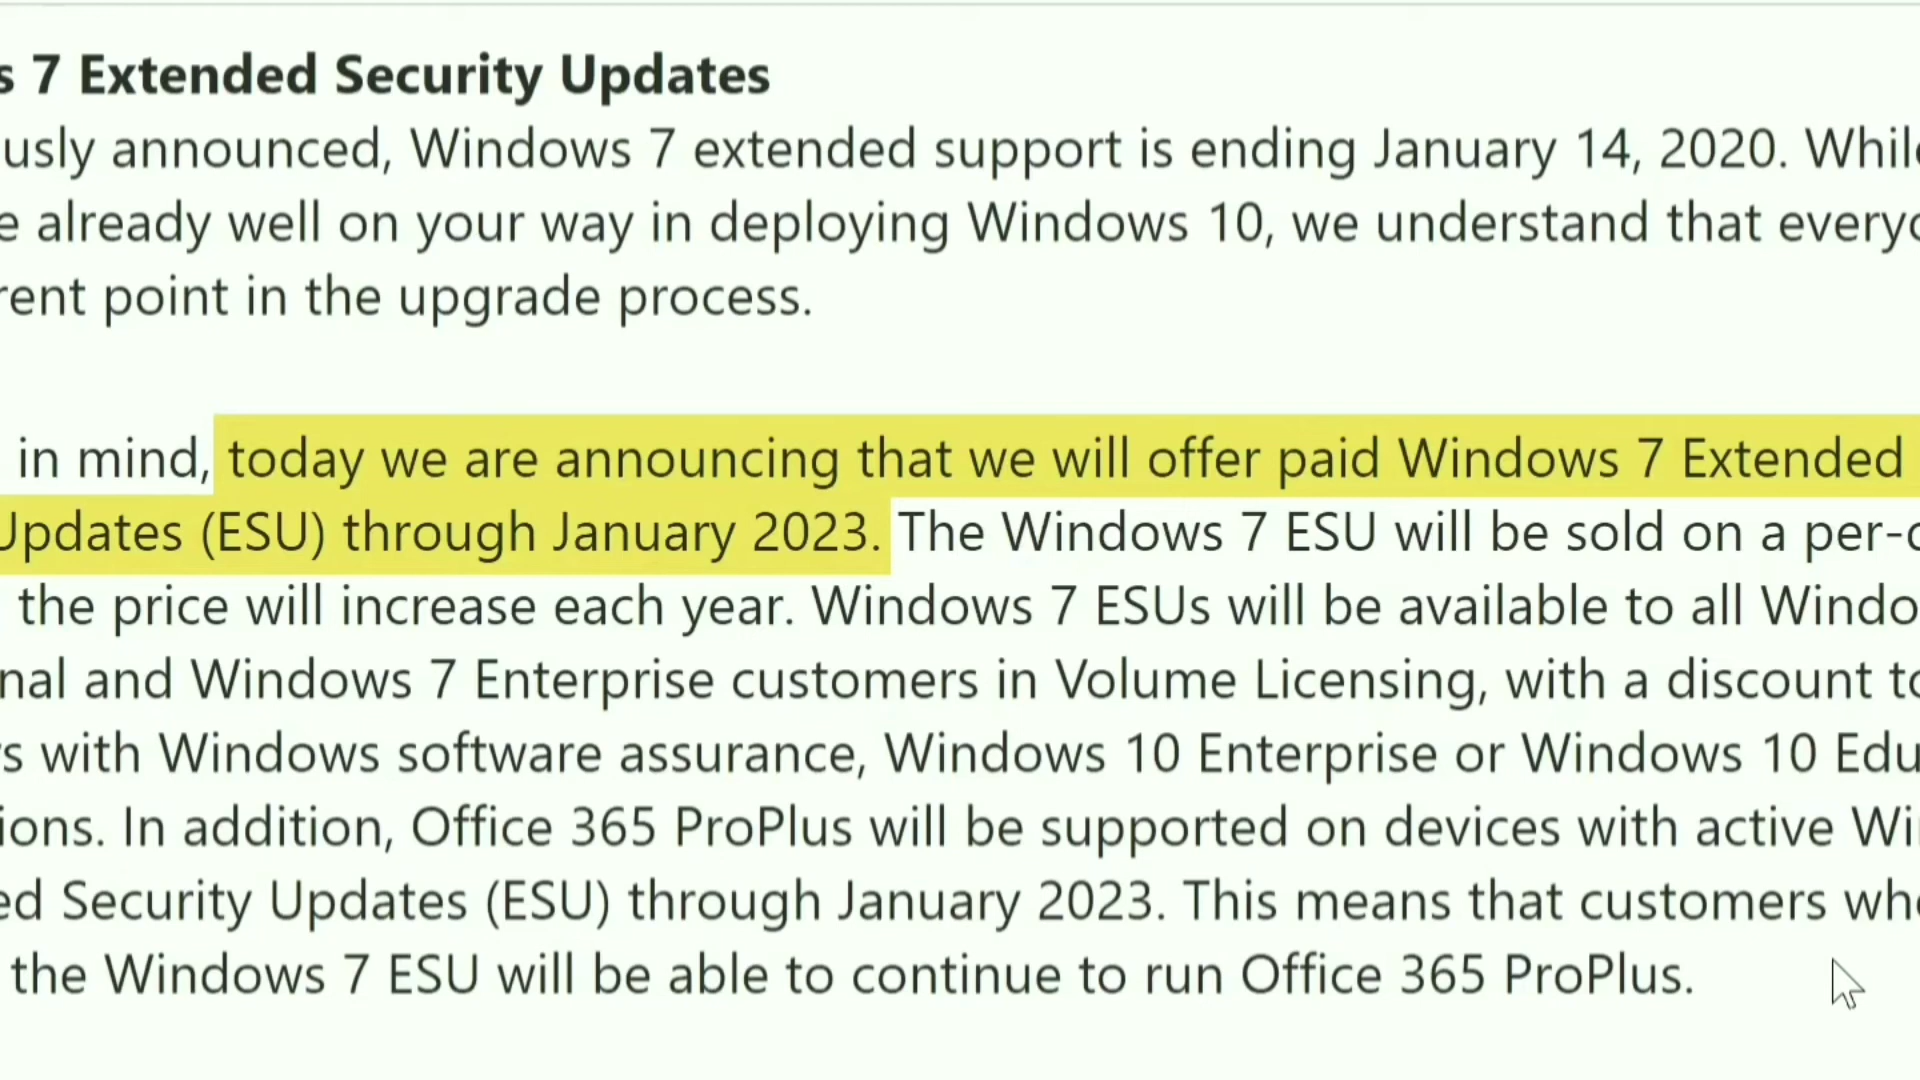 s 7 Extended Security Updates
usly announced, Windows 7 extended support is ending January 14, 2020. While
e already well on your way in deploying Windows 10, we understand that everyo
rent point in the upgrade process.
in mind, today we are announcing that we will offer paid Windows 7 Extended
Updates (ESU) through January 2023. The Windows 7 ESU will be sold on a per-d
the price will increase each year. Windows 7 ESUs will be available to all Windo
nal and Windows 7 Enterprise customers in Volume Licensing, with a discount to
rs with Windows software assurance, Windows 10 Enterprise or Windows 10 Edu
ions. In addition, Office 365 ProPlus will be supported on devices with active Wi
ed Security Updates (ESU) through January 2023. This means that customers who
the Windows 7 ESU will be able to continue to run Office 365 ProPlus.